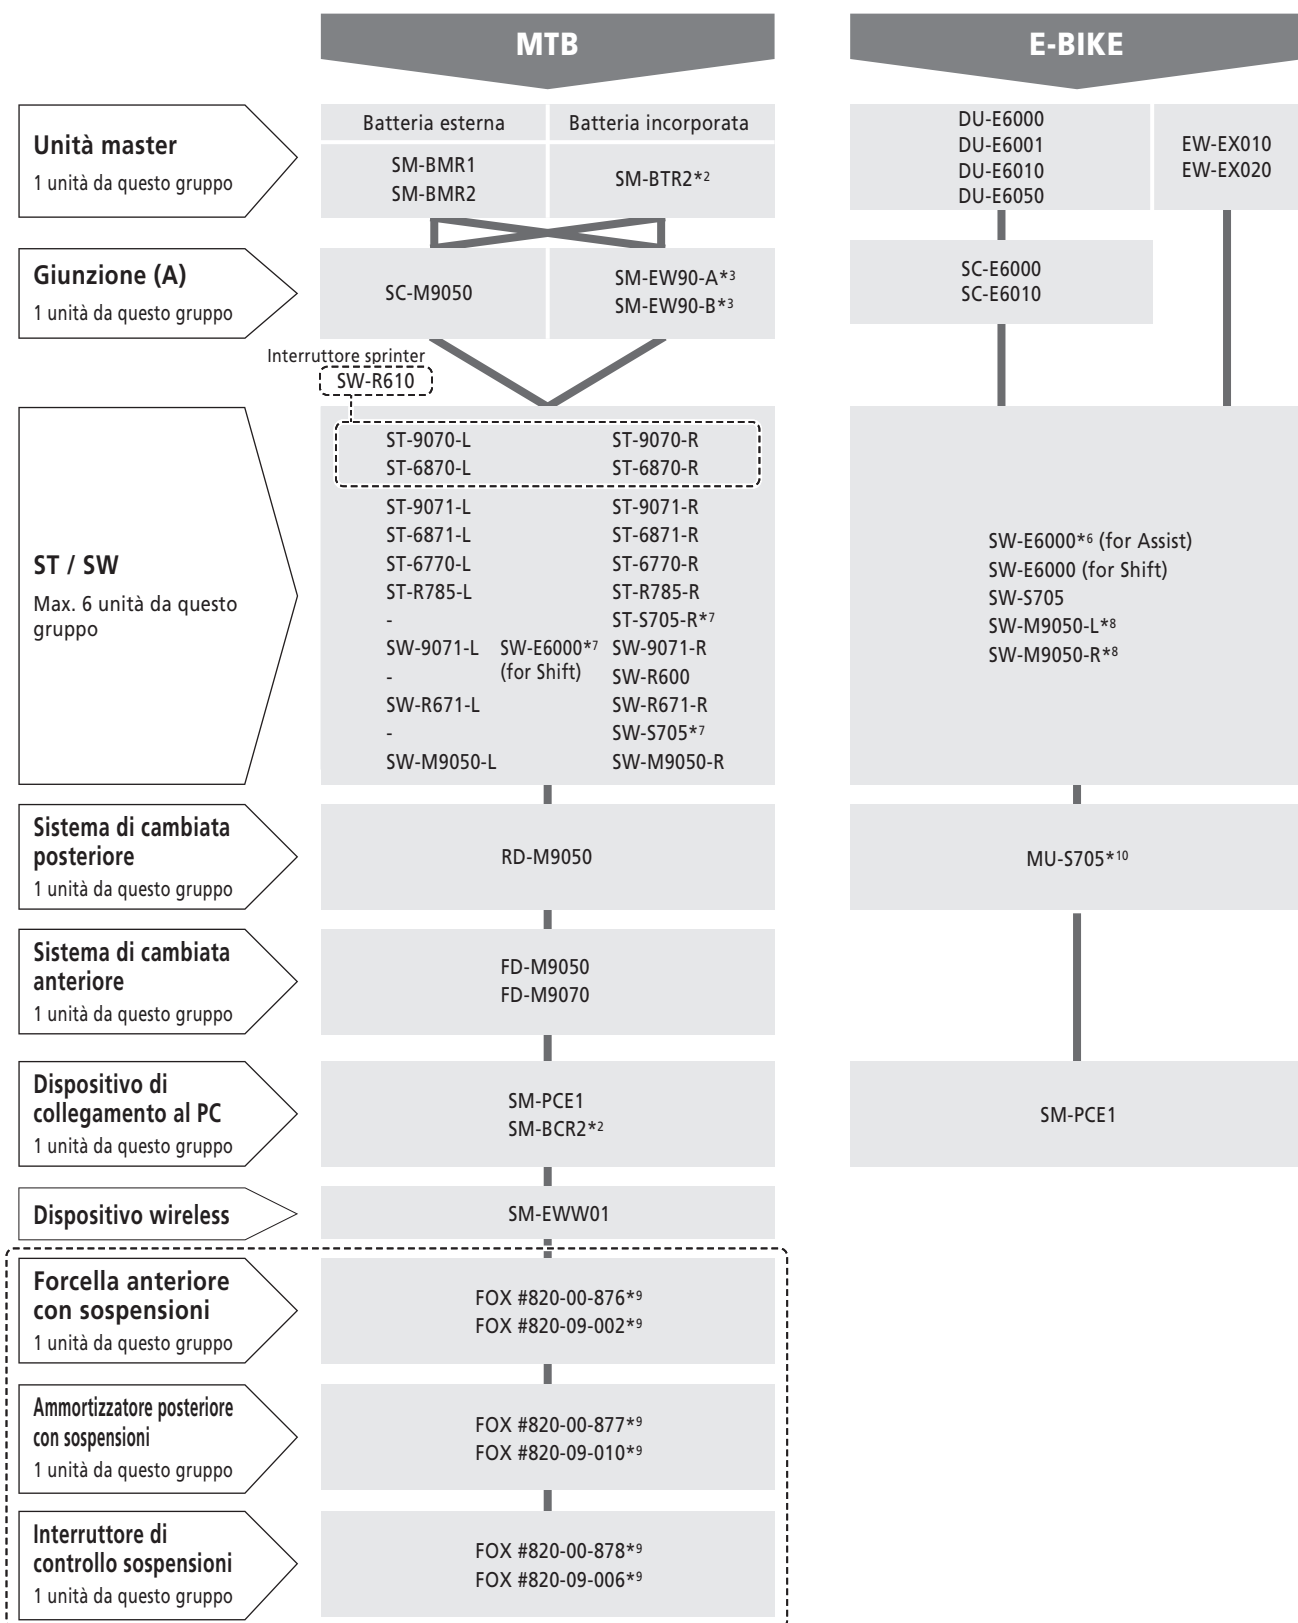 MTB
E-BIKE
Unità master
1 unità da questo gruppo
Batteria esterna
Batteria incorporata
SM-BMR1
SM-BMR2
SM-BTR2*2
DU-E6000
DU-E6001
DU-E6010
DU-E6050
EW-EX010
EW-EX020
Giunzione (A)
1 unità da questo gruppo
SC-M9050
SM-EW90-A*3
SM-EW90-B*3
SC-E6000
SC-E6010
Interruttore sprinter
SW-R610
ST / SW
Max. 6 unità da questo
gruppo
ST-9070-L ST-9070-R
ST-6870-L ST-6870-R
ST-9071-L ST-9071-R
ST-6871-L ST-6871-R
ST-6770-L ST-6770-R
ST-R785-L ST-R785-R
- ST-S705-R*7
SW-9071-L SW-E6000*7 SW-9071-R
- (for Shift) SW-R600
SW-R671-L SW-R671-R
- SW-S705*7
SW-M9050-L SW-M9050-R
SW-E6000*6 (for Assist)
SW-E6000 (for Shift)
SW-S705
SW-M9050-L*8
SW-M9050-R*8
Sistema di cambiata
posteriore
1 unità da questo gruppo
RD-M9050
MU-S705*10
Sistema di cambiata
anteriore
1 unità da questo gruppo
FD-M9050
FD-M9070
Dispositivo di
collegamento al PC
1 unità da questo gruppo
SM-PCE1
SM-BCR2*2
SM-PCE1
Dispositivo wireless
SM-EWW01
Forcella anteriore
con sospensioni
1 unità da questo gruppo
FOX #820-00-876*9
FOX #820-09-002*9
Ammortizzatore posteriore
con sospensioni
1 unità da questo gruppo
FOX #820-00-877*9
FOX #820-09-010*9
Interruttore di
controllo sospensioni
1 unità da questo gruppo
FOX #820-00-878*9
FOX #820-09-006*9